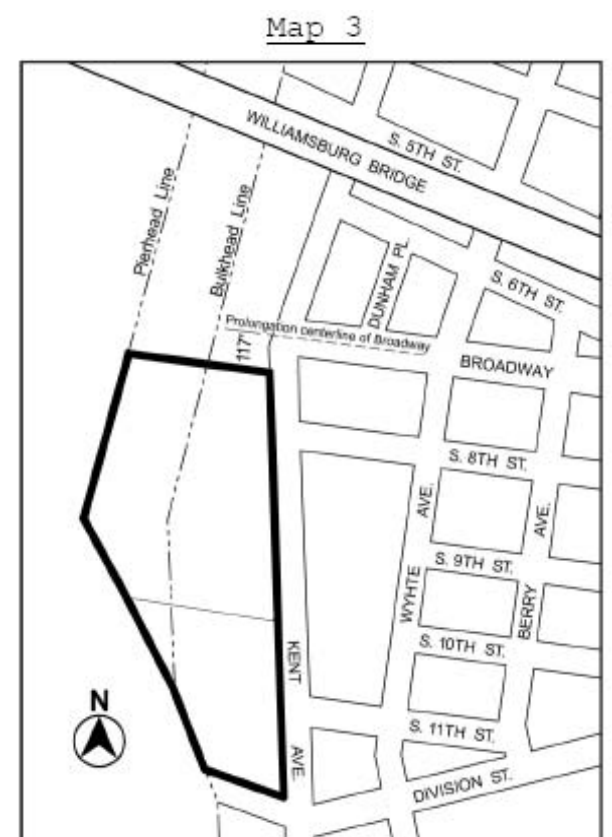 Map 3
WILLIAMSBURG BRIDGE
S. 5TH ST.
Pierhead Line
Bulkhead Line
DUNHAM PL.
S. 6TH ST.
Prolongation centerline of Broadway
117'
BROADWAY
S. 8TH ST.
AVE.
AVE.
S. 9TH ST.
WYHTE
BERRY
S. 10TH ST.
KENT
N
S. 11TH ST.
AVE.
DIVISION ST.